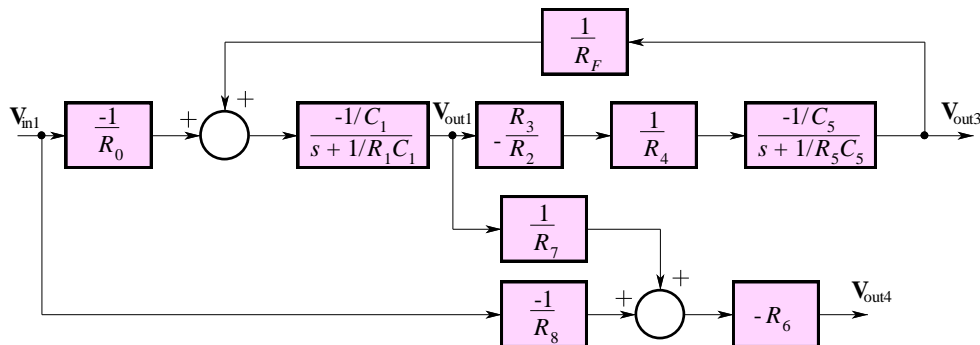 1
R_F
V_in1
-1
R_0
+
+
-1/C_1
s + 1/R_1C_1
V_out1
- R_3
R_2
1
R_4
-1/C_5
s + 1/R_5C_5
V_out3
1
R_7
+
-1
R_8
+
- R_6
V_out4